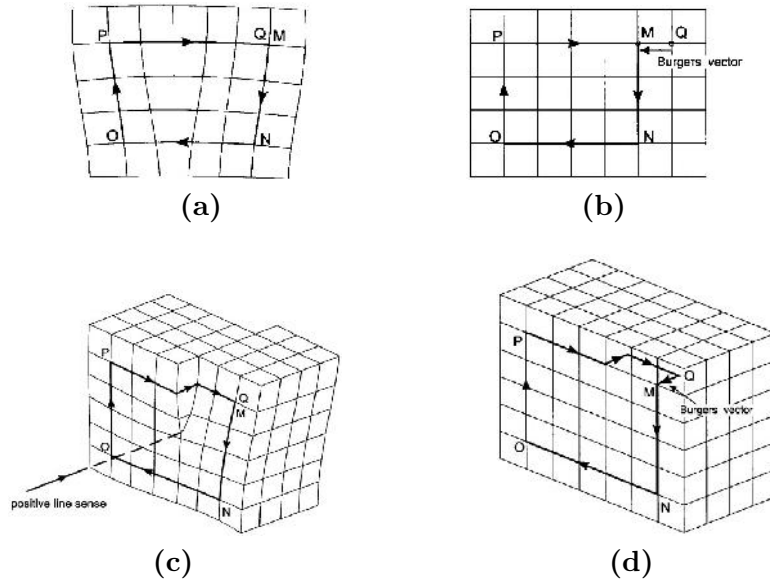 P Q M
O N
(a)
P M Q
Burgers vector
O N
(b)
P
Q
M
O
N
positive line sense
(c)
P
Q
M
Burgers vector
O
N
(d)